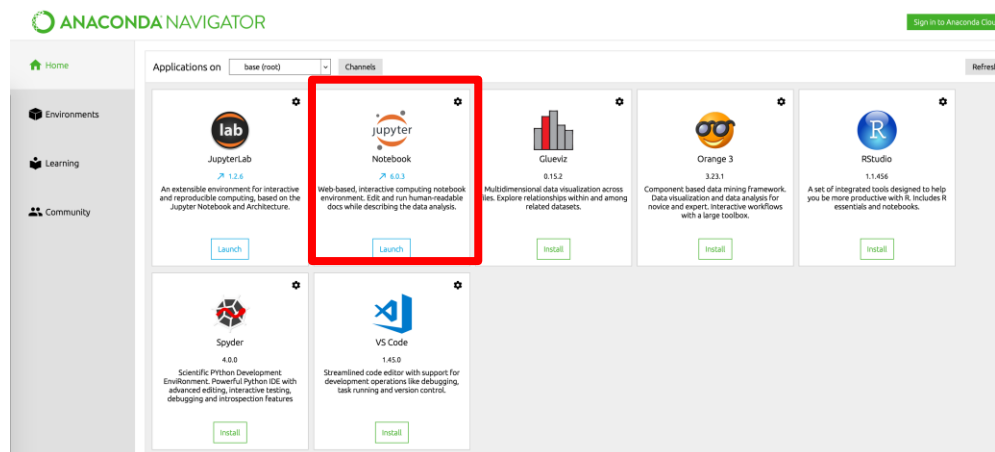 ANACONDA NAVIGATOR
Sign in to Anaconda Clou
Home
Applications on base (root) Channels
Refresh
Environments
Learning
Community
lab
JupyterLab
1.2.6
An extensible environment for interactive
and reproducible computing, based on the
Jupyter Notebook and Architecture.
Launch
jupyter
Notebook
6.0.3
Web-based, interactive computing notebook
environment. Edit and run human-readable
docs while describing the data analysis.
Launch
Glueviz
0.15.2
Multidimensional data visualization across
files. Explore relationships within and among
related datasets.
Install
Orange 3
3.23.1
Component based data mining framework.
Data visualization and data analysis for
novice and expert. Interactive workflows
with a large toolbox.
Install
R
RStudio
1.1.456
A set of integrated tools designed to help
you be more productive with R. Includes R
essentials and notebooks.
Install
Spyder
4.0.0
Scientific PYthon Development
EnviRonment. Powerful Python IDE with
advanced editing, interactive testing,
debugging and introspection features
Install
VS Code
1.45.0
Streamlined code editor with support for
development operations like debugging,
task running and version control.
Install